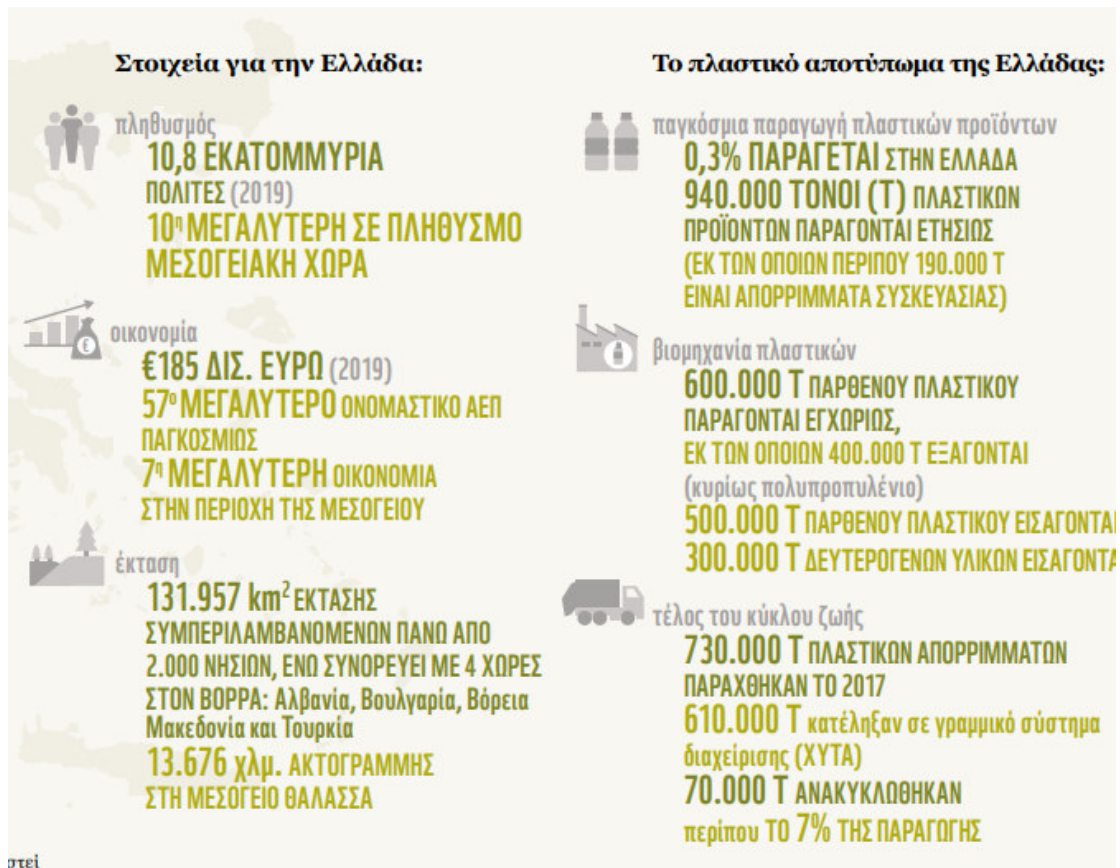 Στοιχεία για την Ελλάδα:
πληθυσμός
10,8 ΕΚΑΤΟΜΜΥΡΙΑ
ΠΟΛΙΤΕΣ (2019)
10η ΜΕΓΑΛΥΤΕΡΗ ΣΕ ΠΛΗΘΥΣΜΟ
ΜΕΣΟΓΕΙΑΚΗ ΧΩΡΑ
οικονομία
€185 ΔΙΣ. ΕΥΡΩ (2019)
57ο ΜΕΓΑΛΥΤΕΡΟ ΟΝΟΜΑΣΤΙΚΟ ΑΕΠ
ΠΑΓΚΟΣΜΙΩΣ
7η ΜΕΓΑΛΥΤΕΡΗ ΟΙΚΟΝΟΜΙΑ
ΣΤΗΝ ΠΕΡΙΟΧΗ ΤΗΣ ΜΕΣΟΓΕΙΟΥ
έκταση
131.957 km² ΕΚΤΑΣΗΣ
ΣΥΜΠΕΡΙΛΑΜΒΑΝΟΜΕΝΩΝ ΠΑΝΩ ΑΠΟ
2.000 ΝΗΣΙΩΝ, ΕΝΩ ΣΥΝΟΡΕΥΕΙ ΜΕ 4 ΧΩΡΕΣ
ΣΤΟΝ ΒΟΡΡΑ: Αλβανία, Βουλγαρία, Βόρεια
Μακεδονία και Τουρκία
13.676 χλμ. ΑΚΤΟΓΡΑΜΜΗΣ
ΣΤΗ ΜΕΣΟΓΕΙΟ ΘΑΛΑΣΣΑ
στεί
Το πλαστικό αποτύπωμα της Ελλάδας:
παγκόσμια παραγωγή πλαστικών προϊόντων
0,3% ΠΑΡΑΓΕΤΑΙ ΣΤΗΝ ΕΛΛΑΔΑ
940.000 ΤΟΝΟΙ (Τ) ΠΛΑΣΤΙΚΩΝ
ΠΡΟΪΟΝΤΩΝ ΠΑΡΑΓΟΝΤΑΙ ΕΤΗΣΙΩΣ
(ΕΚ ΤΩΝ ΟΠΟΙΩΝ ΠΕΡΙΠΟΥ 190.000 Τ
ΕΙΝΑΙ ΑΠΟΡΡΙΜΜΑΤΑ ΣΥΣΚΕΥΑΣΙΑΣ)
€
βιομηχανία πλαστικών
600.000 Τ ΠΑΡΘΕΝΟΥ ΠΛΑΣΤΙΚΟΥ
ΠΑΡΑΓΟΝΤΑΙ ΕΓΧΩΡΙΩΣ,
ΕΚ ΤΩΝ ΟΠΟΙΩΝ 400.000 Τ ΕΞΑΓΟΝΤΑΙ
(κυρίως πολυπροπυλένιο)
500.000 Τ ΠΑΡΘΕΝΟΥ ΠΛΑΣΤΙΚΟΥ ΕΙΣΑΓΟΝΤΑΙ
300.000 Τ ΔΕΥΤΕΡΟΓΕΝΩΝ ΥΛΙΚΩΝ ΕΙΣΑΓΟΝΤΑ
τέλος του κύκλου ζωής
730.000 Τ ΠΛΑΣΤΙΚΩΝ ΑΠΟΡΡΙΜΜΑΤΩΝ
ΠΑΡΑΧΘΗΚΑΝ ΤΟ 2017
610.000 Τ κατέληξαν σε γραμμικό σύστημα
διαχείρισης (ΧΥΤΑ)
70.000 Τ ΑΝΑΚΥΚΛΩΘΗΚΑΝ
περίπου ΤΟ 7% ΤΗΣ ΠΑΡΑΓΩΓΗΣ